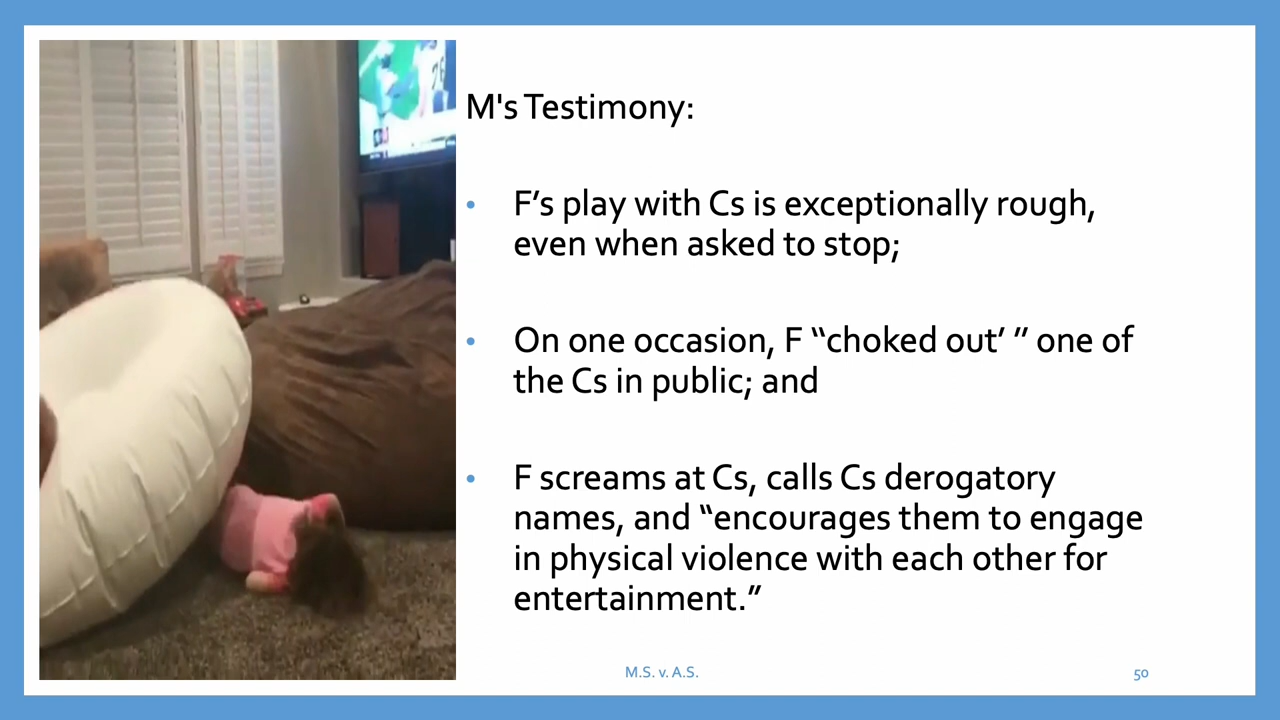 M's Testimony:
• F’s play with Cs is exceptionally rough,
even when asked to stop;
• On one occasion, F “choked out’ ” one of
the Cs in public; and
• F screams at Cs, calls Cs derogatory
names, and “encourages them to engage
in physical violence with each other for
entertainment.”
M.S. v. A.S.
50